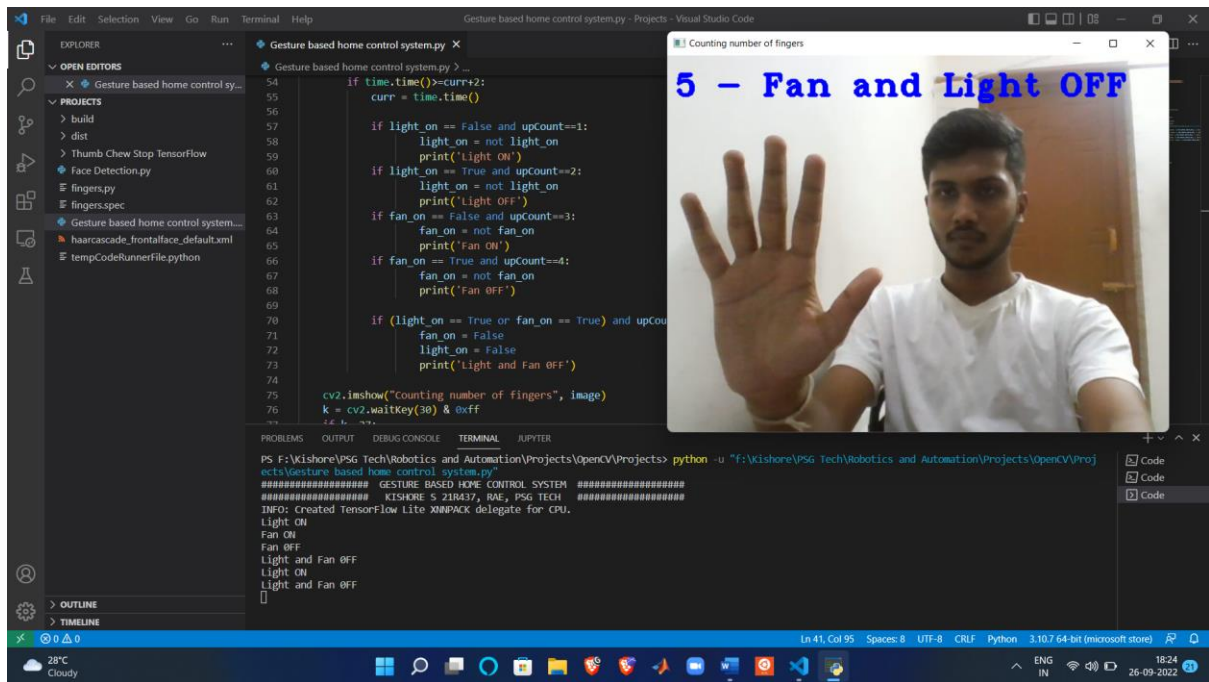 File Edit Selection View Go Run Terminal Help
Gesture based home control system.py - Projects - Visual Studio Code
EXPLORER
OPEN EDITORS
Gesture based home control sy...
PROJECTS
build
dist
Thumb Chew Stop TensorFlow
Face Detection.py
fingers.py
fingers.spec
Gesture based home control system....
haarcascade_frontalface_default.xml
tempCodeRunnerFile.python
OUTLINE
TIMELINE
Gesture based home control system.py
Gesture based home control system.py > ...
54 if time.time()>=curr+2:
55 curr = time.time()
56
57 if light_on == False and upCount==1:
58 light_on = not light_on
59 print('Light ON')
60 if light_on == True and upCount==2:
61 light_on = not light_on
62 print('Light OFF')
63 if fan_on == False and upCount==3:
64 fan_on = not fan_on
65 print('Fan ON')
66 if fan_on == True and upCount==4:
67 fan_on = not fan_on
68 print('Fan 0FF')
69
70 if (light_on == True or fan_on == True) and upCou
71 fan_on = False
72 light_on = False
73 print('Light and Fan 0FF')
74
75 cv2.imshow("Counting number of fingers", image)
76 k = cv2.waitKey(30) & 0xff
Counting number of fingers
5 - Fan and Light OFF
PROBLEMS OUTPUT DEBUG CONSOLE TERMINAL JUPYTER
PS F:\Kishore\PSG Tech\Robotics and Automation\Projects\OpenCV\Projects> python -u "f:\Kishore\PSG Tech\Robotics and Automation\Projects\OpenCV\Proj
ects\Gesture based home control system.py"
################### GESTURE BASED HOME CONTROL SYSTEM ###################
################### KISHORE S 21R437, RAE, PSG TECH ###################
INFO: Created TensorFlow Lite XNNPACK delegate for CPU.
Light ON
Fan ON
Fan 0FF
Light and Fan 0FF
Light ON
Light and Fan 0FF
Code
Code
Code
0 0
Ln 41, Col 95 Spaces: 8 UTF-8 CRLF Python 3.10.7 64-bit (microsoft store)
28°C
Cloudy
ENG
IN
18:24
26-09-2022
21